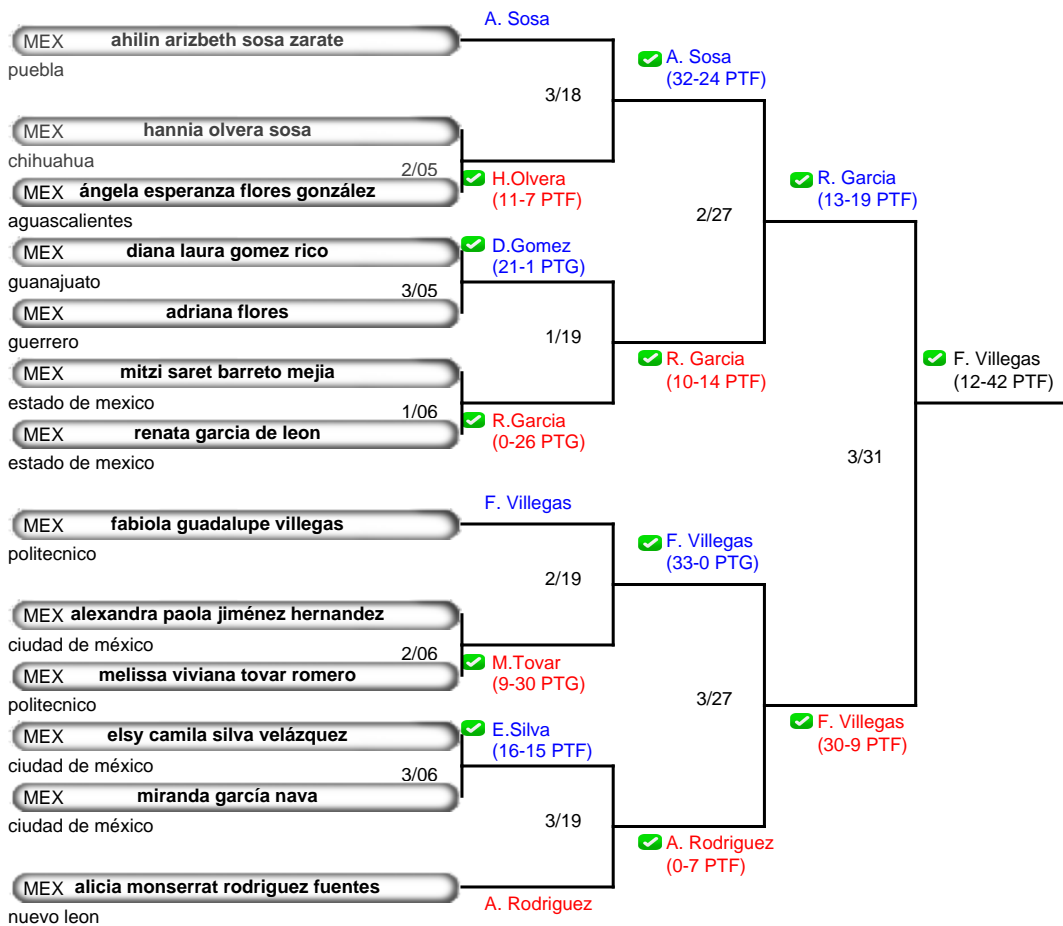 A. Sosa
MEX ahilin arizbeth sosa zarate
puebla
3/18
A. Sosa
(32-24 PTF)
MEX hannia olvera sosa
chihuahua
2/05
MEX ángela esperanza flores gonzález
aguascalientes
H.Olvera
(11-7 PTF)
2/27
R. Garcia
(13-19 PTF)
MEX diana laura gomez rico
guanajuato
D.Gomez
(21-1 PTG)
3/05
MEX adriana flores
guerrero
1/19
R. Garcia
(10-14 PTF)
MEX mitzi saret barreto mejia
estado de mexico
1/06
MEX renata garcia de leon
estado de mexico
R.Garcia
(0-26 PTG)
3/31
F. Villegas
(12-42 PTF)
F. Villegas
MEX fabiola guadalupe villegas
politecnico
2/19
F. Villegas
(33-0 PTG)
MEX alexandra paola jiménez hernandez
ciudad de méxico
2/06
MEX melissa viviana tovar romero
politecnico
M.Tovar
(9-30 PTG)
3/27
F. Villegas
(30-9 PTF)
MEX elsy camila silva velázquez
ciudad de méxico
E.Silva
(16-15 PTF)
3/06
MEX miranda garcía nava
ciudad de méxico
3/19
A. Rodriguez
(0-7 PTF)
MEX alicia monserrat rodriguez fuentes
nuevo leon
A. Rodriguez